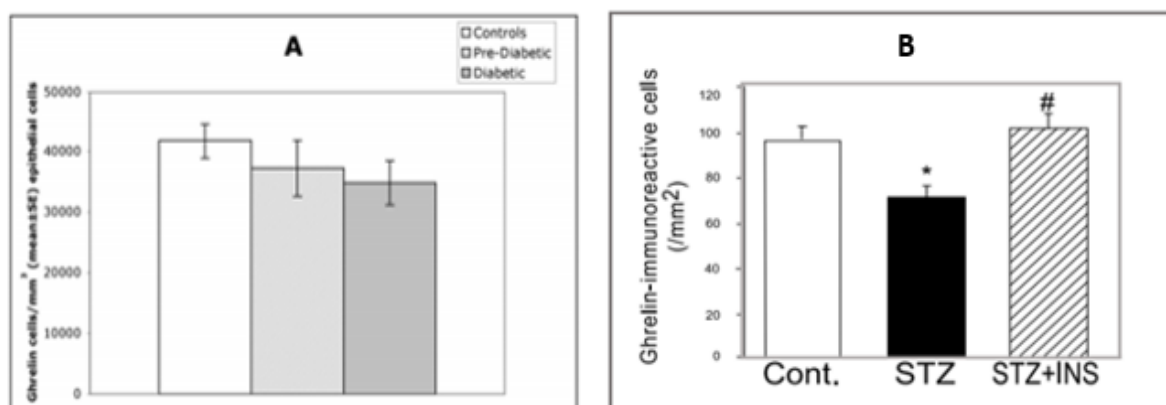 A
Controls
Pre-Diabetic
Diabetic
Ghrelin cells/mm³ (mean±SE) epithelial cells
50000
40000
30000
20000
10000
0
B
Ghrelin-immunoreactive cells
(/mm2)
120
100
80
60
40
20
0
*
#
Cont. STZ STZ+INS